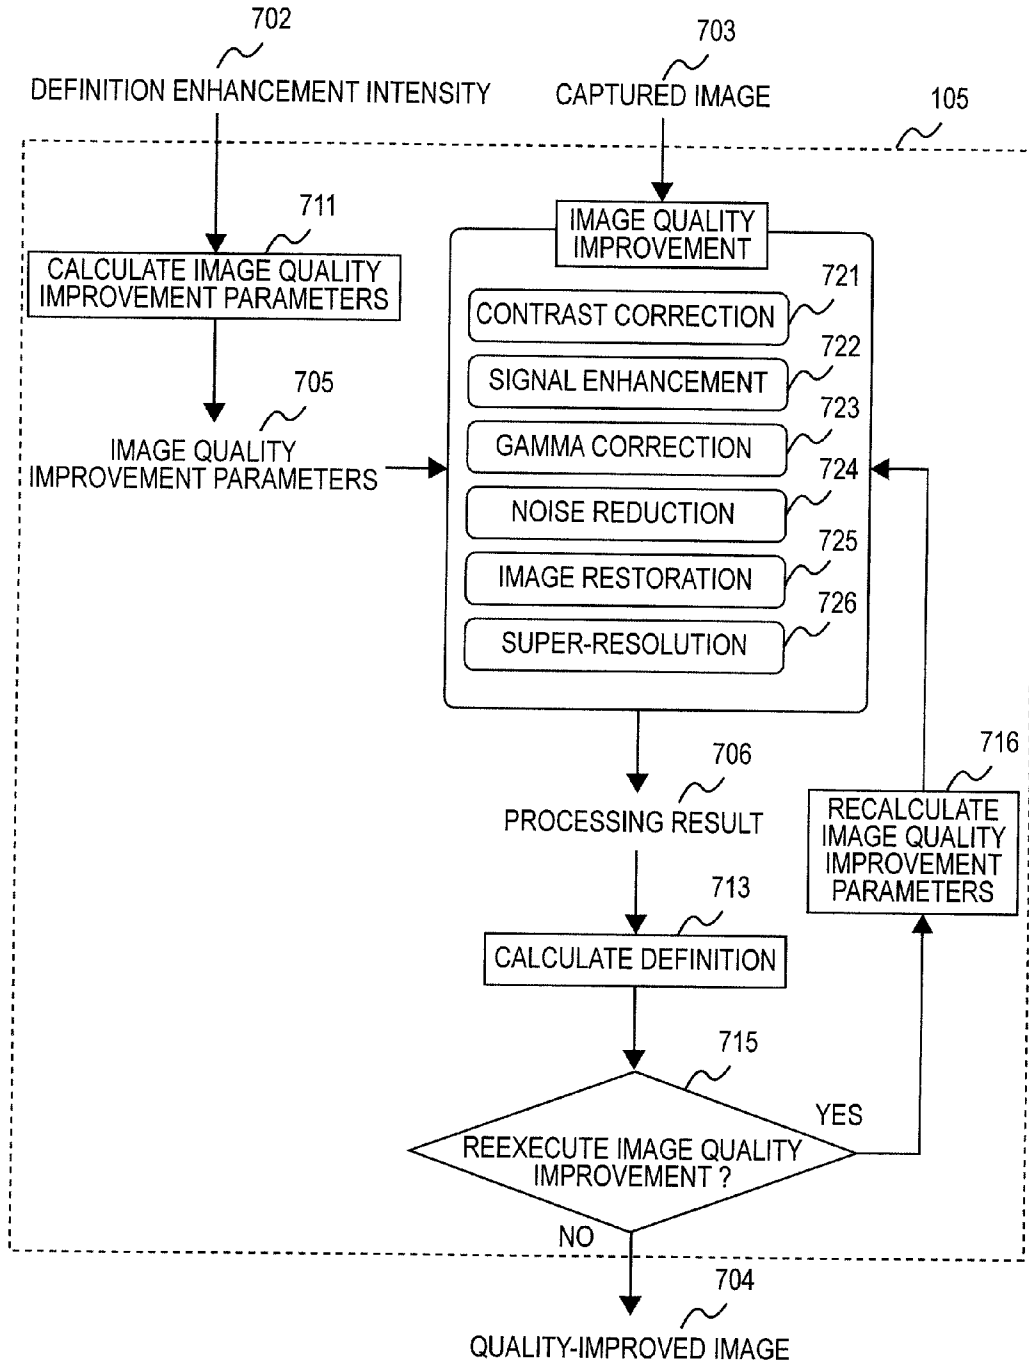 702
703
DEFINITION ENHANCEMENT INTENSITY
CAPTURED IMAGE
105
711
CALCULATE IMAGE QUALITY
IMPROVEMENT PARAMETERS
IMAGE QUALITY
IMPROVEMENT
721
CONTRAST CORRECTION
722
SIGNAL ENHANCEMENT
705
723
IMAGE QUALITY
IMPROVEMENT PARAMETERS
GAMMA CORRECTION
724
NOISE REDUCTION
725
IMAGE RESTORATION
726
SUPER-RESOLUTION
706
716
PROCESSING RESULT
RECALCULATE
IMAGE QUALITY
IMPROVEMENT
PARAMETERS
713
CALCULATE DEFINITION
715
YES
REEXECUTE IMAGE QUALITY
IMPROVEMENT ?
NO
704
QUALITY-IMPROVED IMAGE